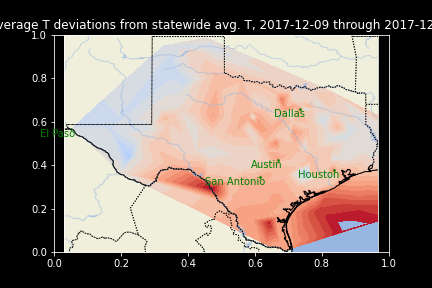 verage T deviations from statewide avg. T, 2017-12-09 through 2017-12
1.0
0.8
Dallas
0.6
El Paso
0.4
Austin
Houston
San Antonio
0.2
0.0
0.0 0.2 0.4 0.6 0.8 1.0